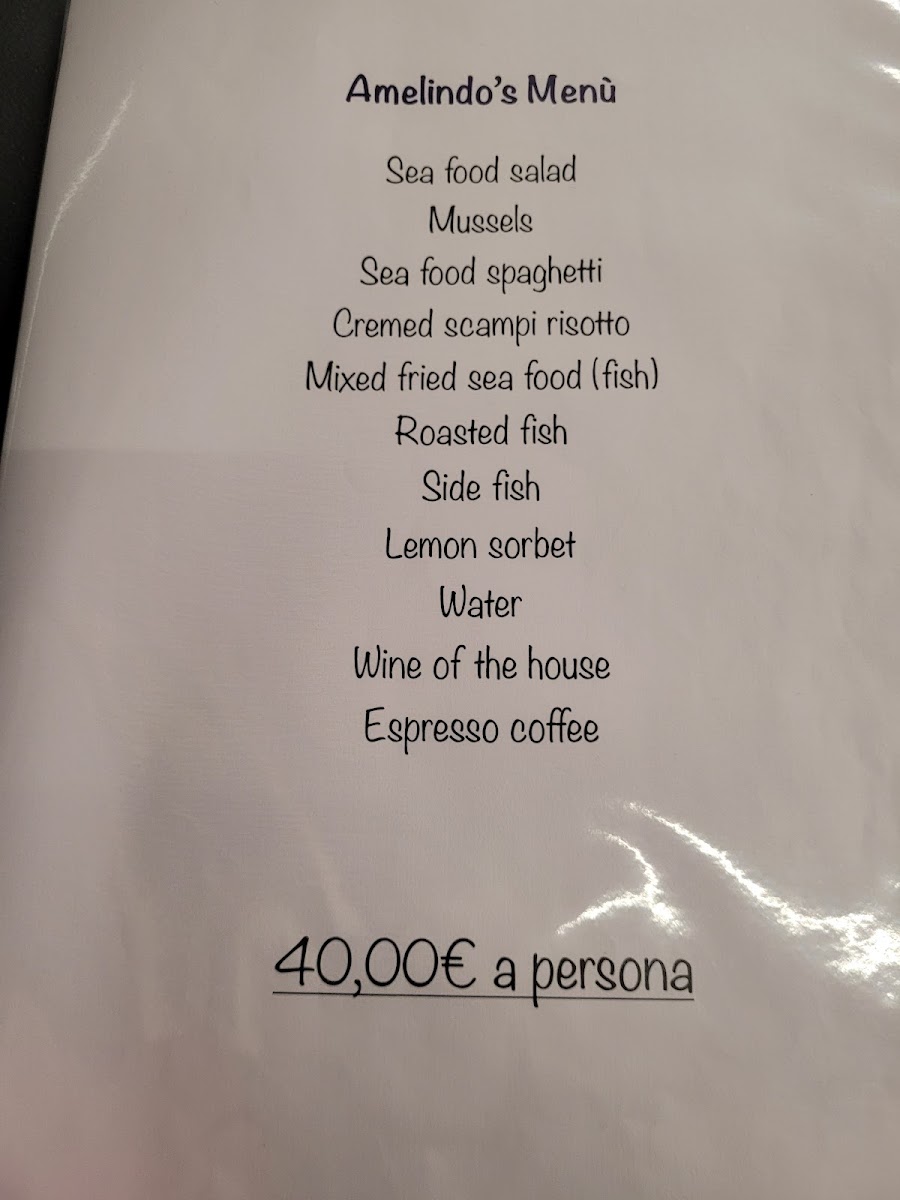 Amelindo's Menù
Sea food salad
Mussels
Sea food spaghetti
Cremed scampi risotto
Mixed fried sea food (fish)
Roasted fish
Side fish
Lemon sorbet
Water
Wine of the house
Espresso coffee
40,00€ a persona